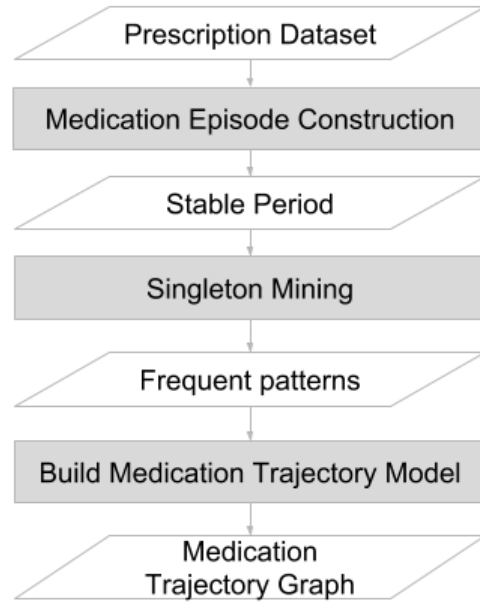 Prescription Dataset
Medication Episode Construction
Stable Period
Singleton Mining
Frequent patterns
Build Medication Trajectory Model
Medication
Trajectory Graph